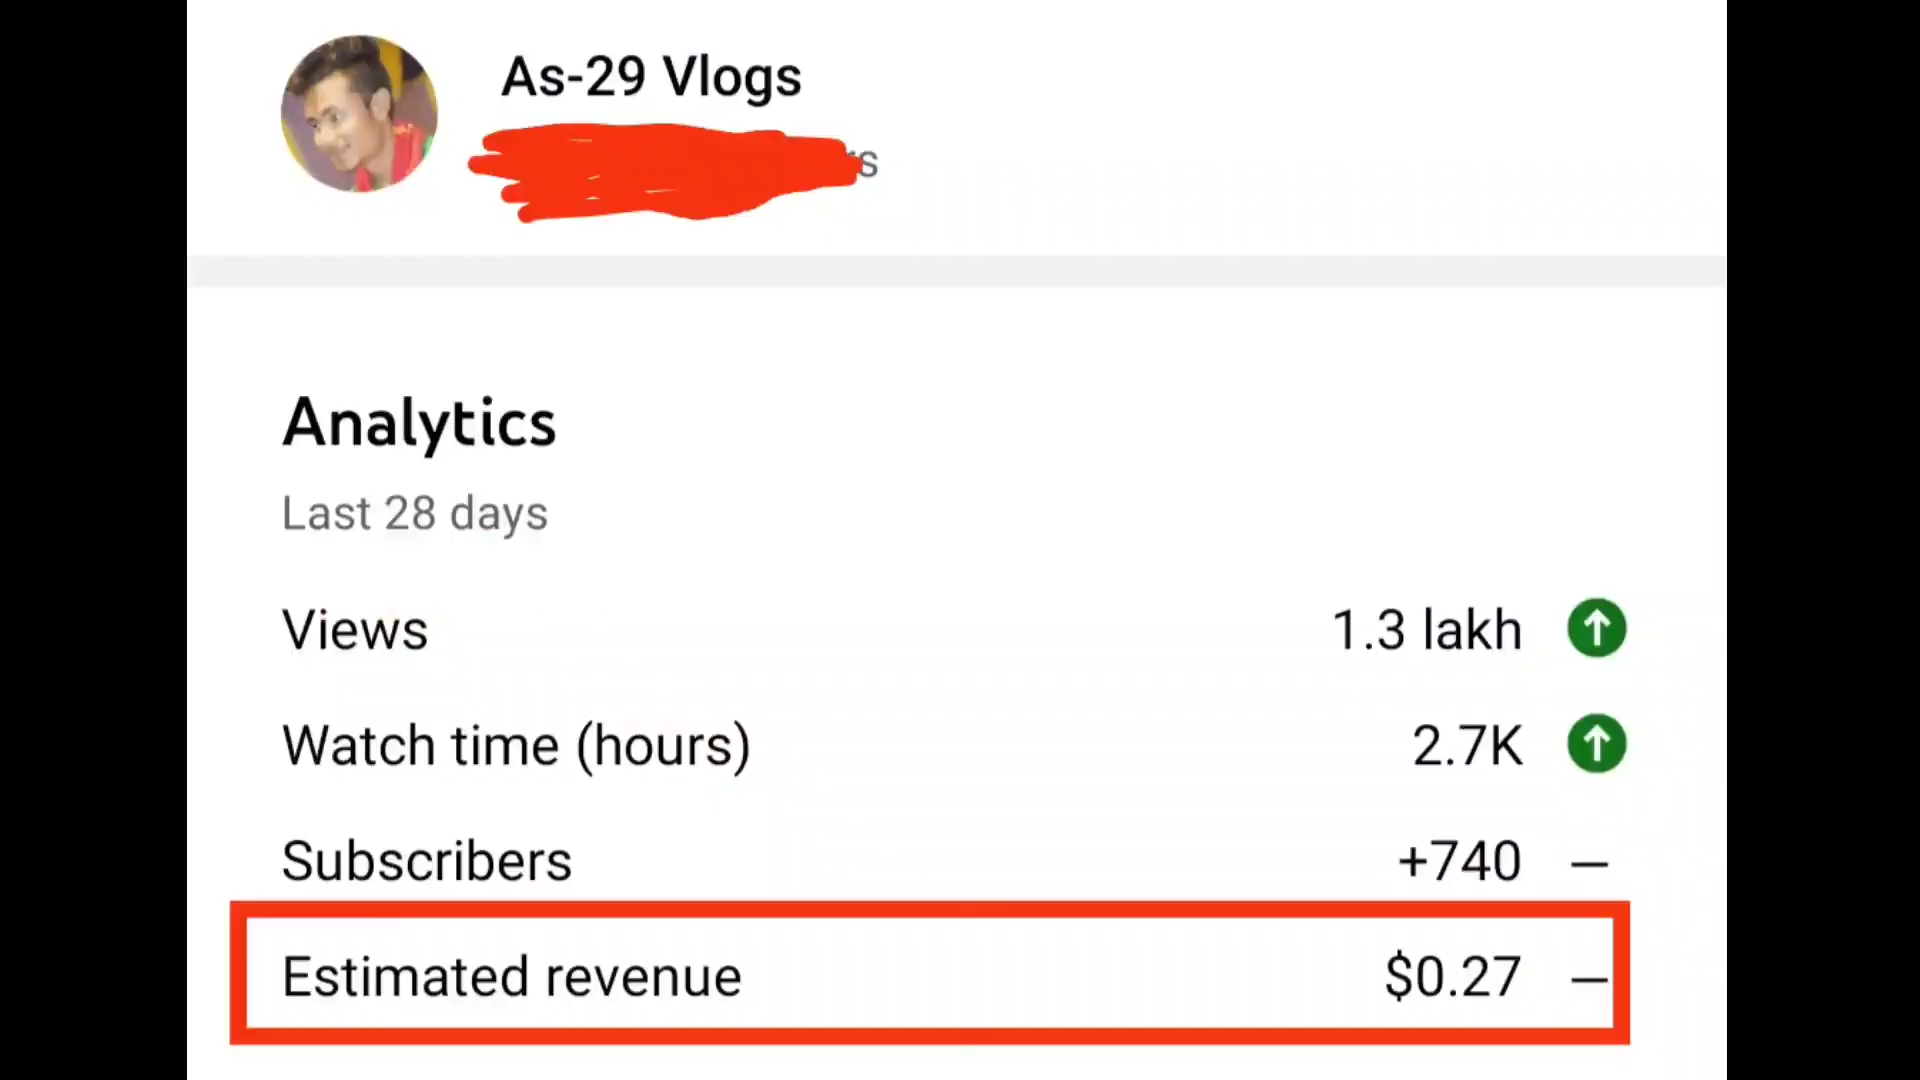 As-29 Vlogs
Analytics
Last 28 days
Views 1.3 lakh
Watch time (hours) 2.7K
Subscribers +740 —
Estimated revenue $0.27 —